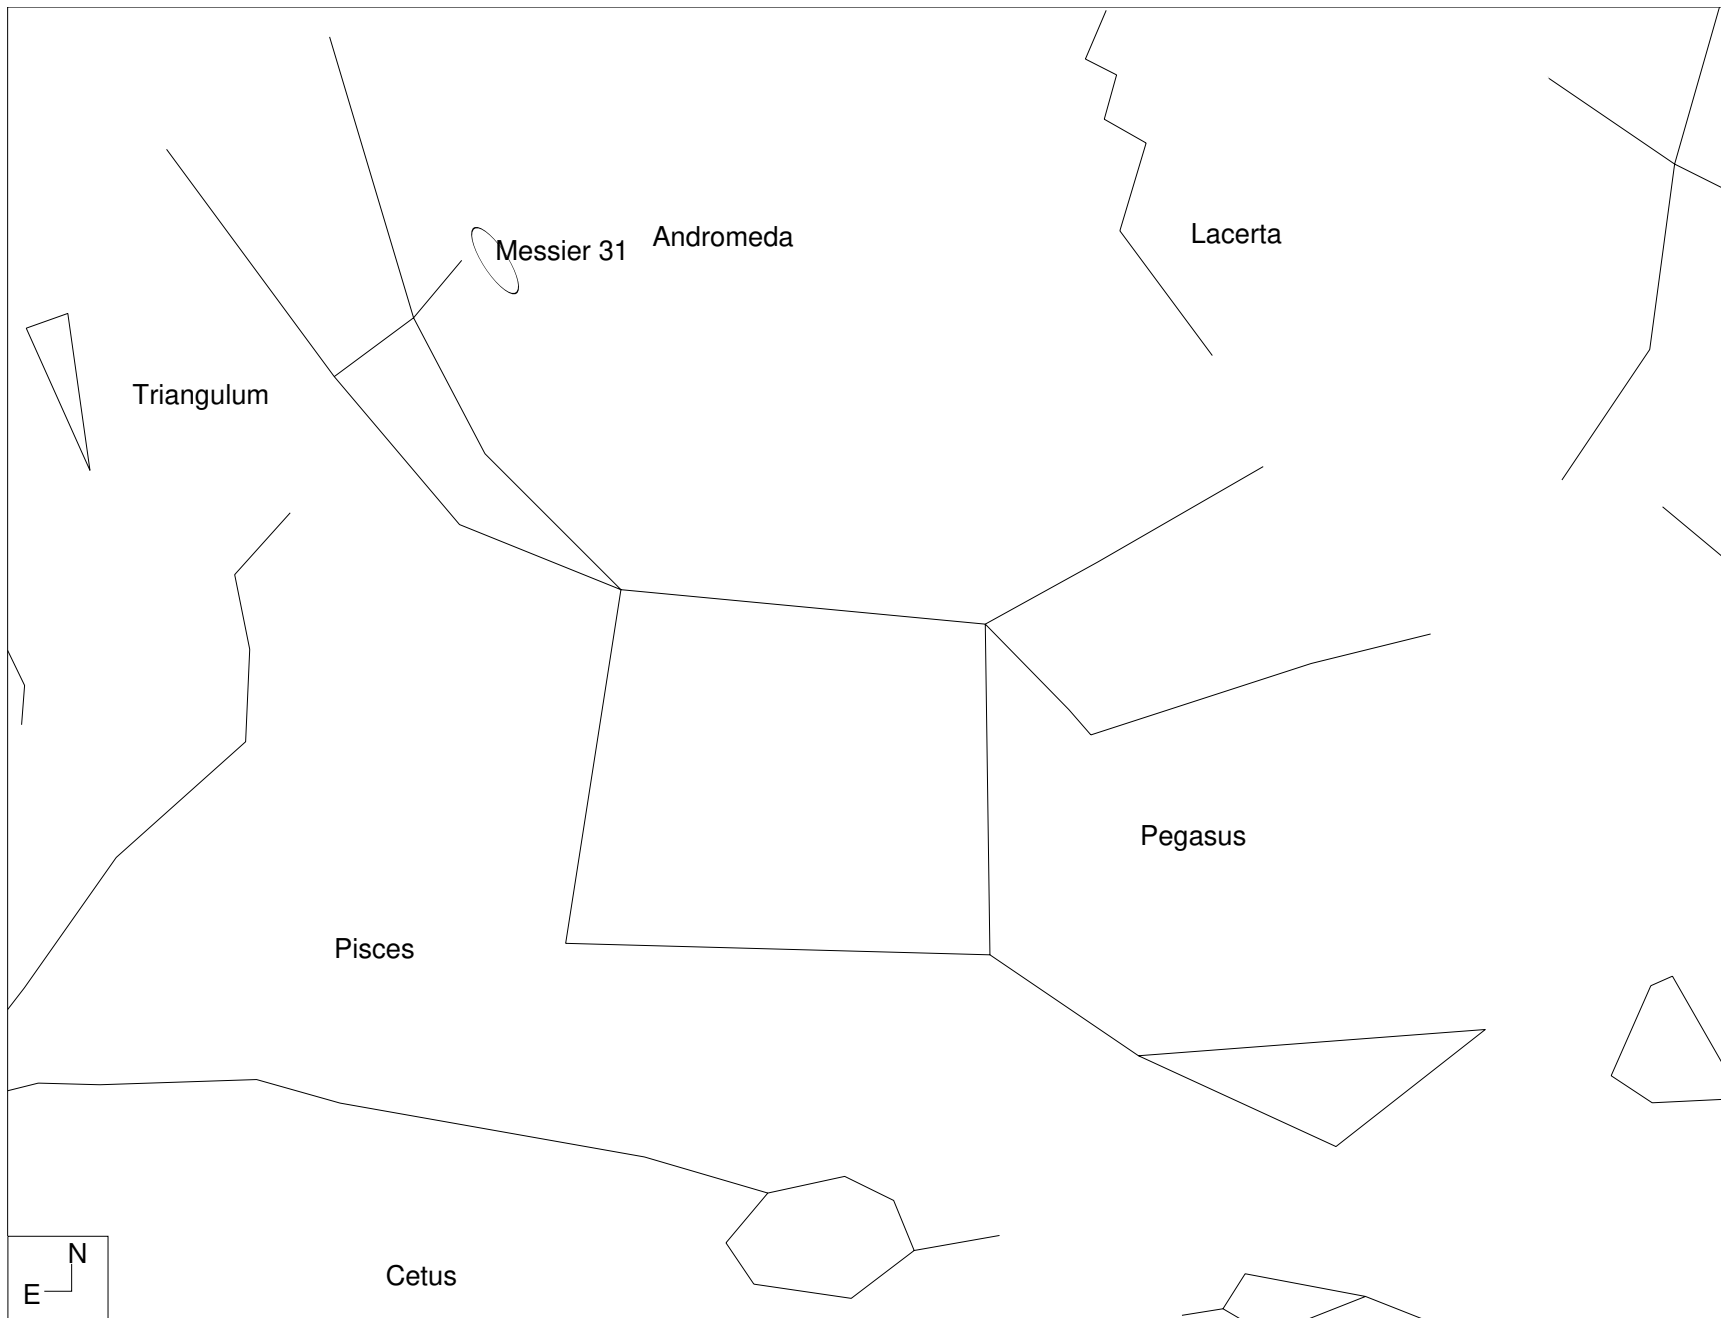 Messier 31
Andromeda
Lacerta
Triangulum
Pegasus
Pisces
N
E
Cetus